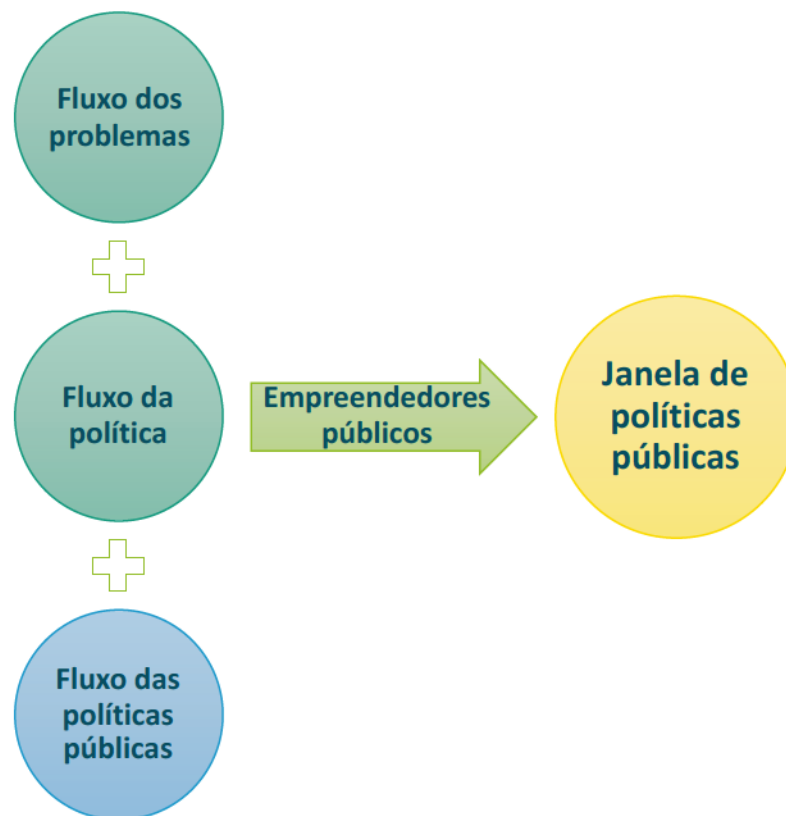 Fluxo dos
problemas
Fluxo da
política
Empreendedores
públicos
Janela de
políticas
públicas
Fluxo das
políticas
públicas